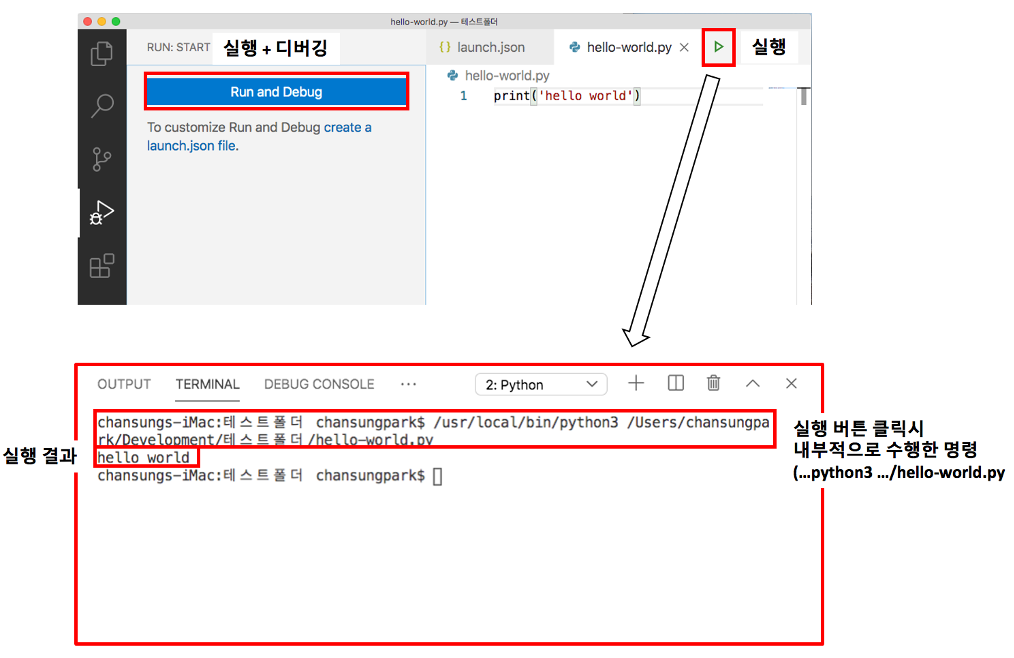 hello-world.py — 테스트폴더
RUN: START 실행 + 디버깅
{} launch.json
hello-world.py
실행
Run and Debug
To customize Run and Debug create a
launch.json file.
hello-world.py
1 print('hello world')
OUTPUT TERMINAL DEBUG CONSOLE ··· 2: Python
chansungs-iMac:테스트폴더 chansungpark$ /usr/local/bin/python3 /Users/chansungpa
rk/Development/테스트폴더/hello-world.py
hello world
chansungs-iMac:테스트폴더 chansungpark$
실행 결과
실행 버튼 클릭시
내부적으로 수행한 명령
(...python3 .../hello-world.py